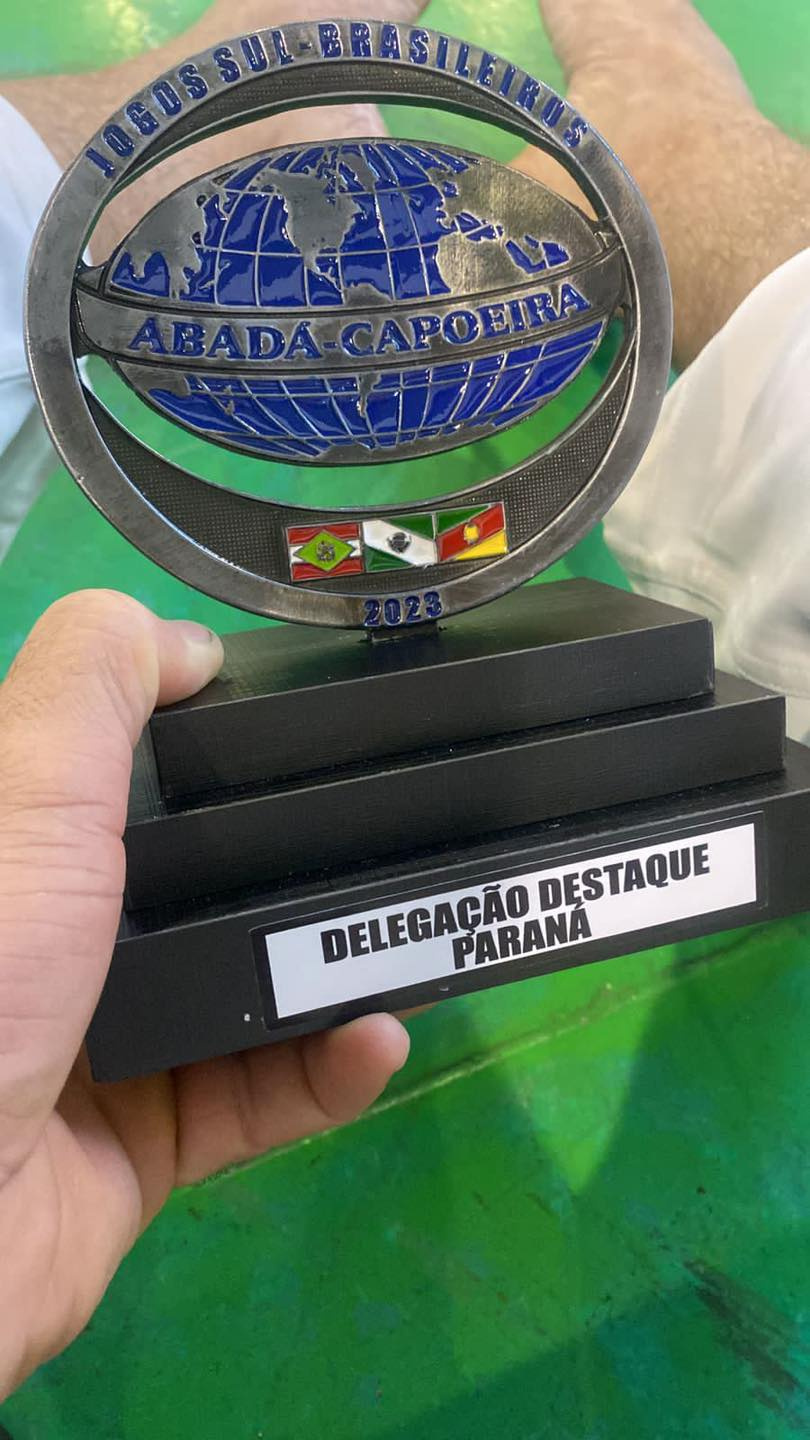 JOGOS SUL-BRASILEIROS
ABADÁ-CAPOEIRA
2023
DELEGAÇÃO DESTAQUE
PARANÁ